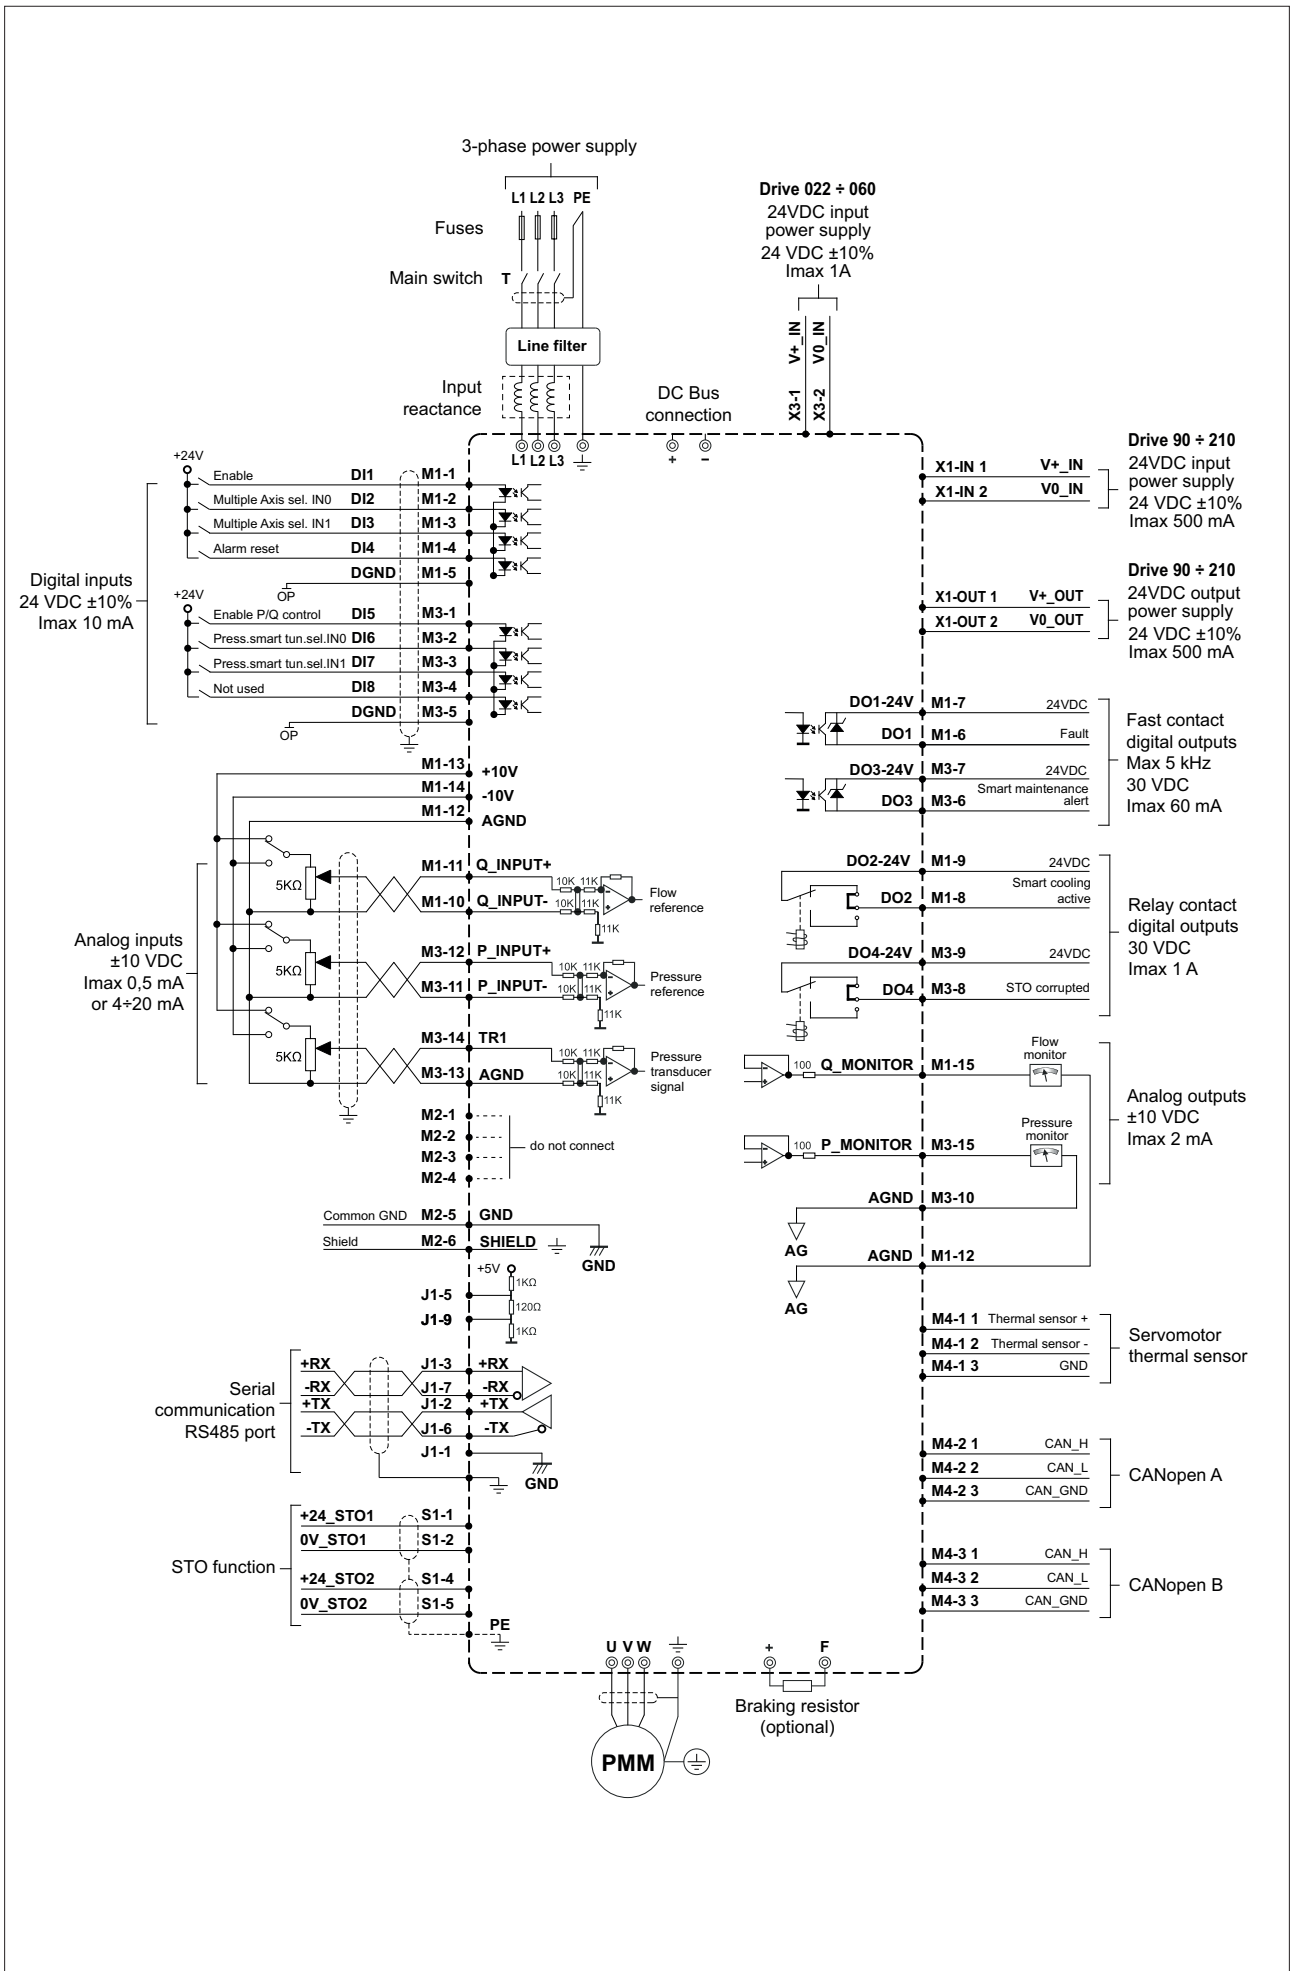 3-phase power supply
L1 L2 L3 PE
Fuses
Main switch T
Line filter
Input
reactance
L1 L2 L3
DC Bus
connection
+ -
Drive 022 ÷ 060
24VDC input
power supply
24 VDC ±10%
Imax 1A
V+_IN
V0_IN
X3-1
X3-2
Digital inputs
24 VDC ±10%
Imax 10 mA
+24V
Enable DI1 M1-1
Multiple Axis sel. IN0 DI2 M1-2
Multiple Axis sel. IN1 DI3 M1-3
Alarm reset DI4 M1-4
DGND M1-5
OP
+24V
Enable P/Q control DI5 M3-1
Press.smart tun.sel.IN0 DI6 M3-2
Press.smart tun.sel.IN1 DI7 M3-3
Not used DI8 M3-4
DGND M3-5
OP
M1-13 +10V
M1-14 -10V
M1-12 AGND
Analog inputs
±10 VDC
Imax 0,5 mA
or 4÷20 mA
5KΩ
M1-11 Q_INPUT+
M1-10 Q_INPUT-
10K 11K
10K 11K
11K
- +
Flow
reference
5KΩ
M3-12 P_INPUT+
M3-11 P_INPUT-
10K 11K
10K 11K
11K
- +
Pressure
reference
5KΩ
M3-14 TR1
M3-13 AGND
10K 11K
10K 11K
11K
- +
Pressure
transducer
signal
M2-1
M2-2
M2-3
M2-4
do not connect
Common GND M2-5 GND
Shield M2-6 SHIELD
GND
+5V
1KΩ
J1-5
120Ω
J1-9
1KΩ
Serial
communication
RS485 port
+RX J1-3 +RX
-RX J1-7 -RX
+TX J1-2 +TX
-TX J1-6 -TX
J1-1
GND
STO function
+24_STO1 S1-1
0V_STO1 S1-2
+24_STO2 S1-4
0V_STO2 S1-5
PE
U V W
PMM
+ F
Braking resistor
(optional)
X1-IN 1 V+_IN
X1-IN 2 V0_IN
Drive 90 ÷ 210
24VDC input
power supply
24 VDC ±10%
Imax 500 mA
X1-OUT 1 V+_OUT
X1-OUT 2 V0_OUT
Drive 90 ÷ 210
24VDC output
power supply
24 VDC ±10%
Imax 500 mA
DO1-24V M1-7 24VDC
DO1 M1-6 Fault
DO3-24V M3-7 24VDC
DO3 M3-6 Smart maintenance
alert
Fast contact
digital outputs
Max 5 kHz
30 VDC
Imax 60 mA
DO2-24V M1-9 24VDC
DO2 M1-8 Smart cooling
active
DO4-24V M3-9 24VDC
DO4 M3-8 STO corrupted
Relay contact
digital outputs
30 VDC
Imax 1 A
+ -
100 Q_MONITOR M1-15
Flow
monitor
+ -
100 P_MONITOR M3-15
Pressure
monitor
Analog outputs
±10 VDC
Imax 2 mA
AGND M3-10
AG
AGND M1-12
AG
M4-1 1 Thermal sensor +
M4-1 2 Thermal sensor -
M4-1 3 GND
Servomotor
thermal sensor
M4-2 1 CAN_H
M4-2 2 CAN_L
M4-2 3 CAN_GND
CANopen A
M4-3 1 CAN_H
M4-3 2 CAN_L
M4-3 3 CAN_GND
CANopen B